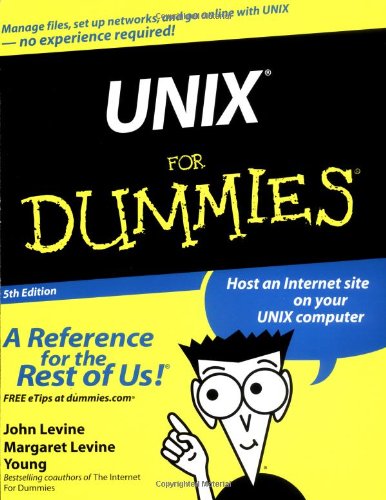 Manage files, set up networks, and go online with UNIX
— no experience required!
UNIX®
FOR
DUMMIES®
5th Edition
Host an Internet site
on your
UNIX computer
A Reference
for the
Rest of Us!®
FREE eTips at dummies.com®
John Levine
Margaret Levine
Young
Bestselling coauthors of The Internet
For Dummies